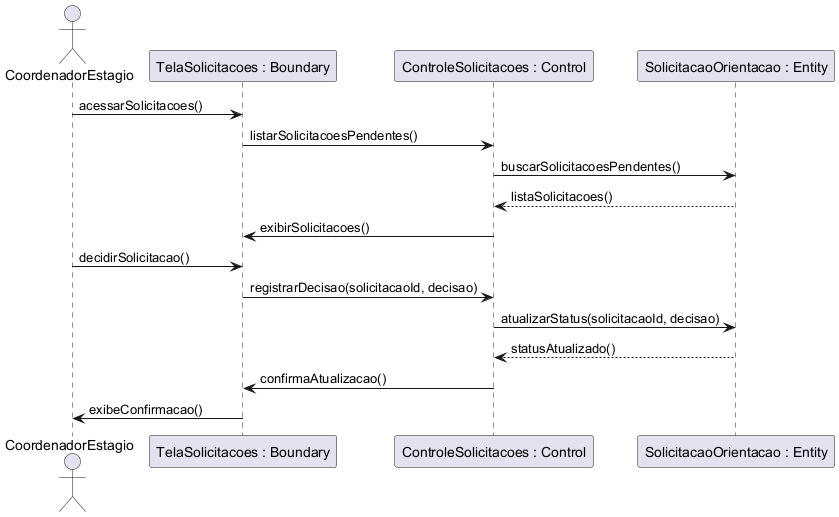 CoordenadorEstagio
TelaSolicitacoes : Boundary
ControleSolicitacoes : Control
SolicitacaoOrientacao : Entity
acessarSolicitacoes()
listarSolicitacoesPendentes()
buscarSolicitacoesPendentes()
listaSolicitacoes()
exibirSolicitacoes()
decidirSolicitacao()
registrarDecisao(solicitacaoId, decisao)
atualizarStatus(solicitacaoId, decisao)
statusAtualizado()
confirmaAtualizacao()
exibeConfirmacao()
CoordenadorEstagio
TelaSolicitacoes : Boundary
ControleSolicitacoes : Control
SolicitacaoOrientacao : Entity